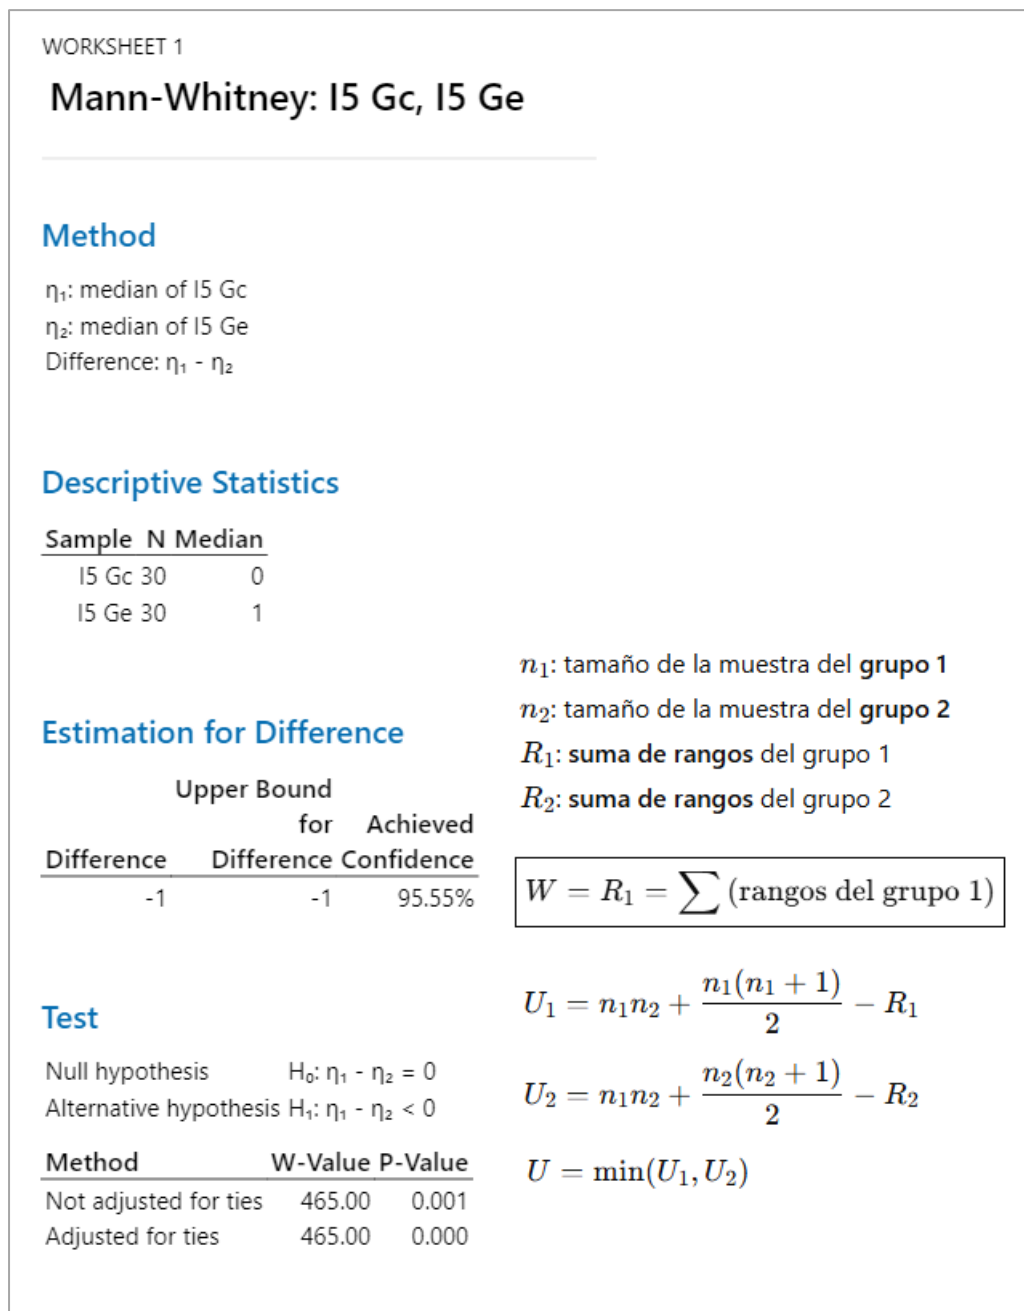 WORKSHEET 1
Mann-Whitney: I5 Gc, I5 Ge
Method
η₁: median of I5 Gc
η₂: median of I5 Ge
Difference: η₁ - η₂
Descriptive Statistics
Sample N Median
I5 Gc 30 0
I5 Ge 30 1
Estimation for Difference
Upper Bound
for Achieved
Difference Difference Confidence
-1 -1 95.55%
Test
Null hypothesis H₀: η₁ - η₂ = 0
Alternative hypothesis H₁: η₁ - η₂ < 0
Method W-Value P-Value
Not adjusted for ties 465.00 0.001
Adjusted for ties 465.00 0.000
n₁: tamaño de la muestra del grupo 1
n₂: tamaño de la muestra del grupo 2
R₁: suma de rangos del grupo 1
R₂: suma de rangos del grupo 2
W = R₁ = ∑ (rangos del grupo 1)
U₁ = n₁n₂ + n₁(n₁ + 1)/2 − R₁
U₂ = n₁n₂ + n₂(n₂ + 1)/2 − R₂
U = min(U₁, U₂)